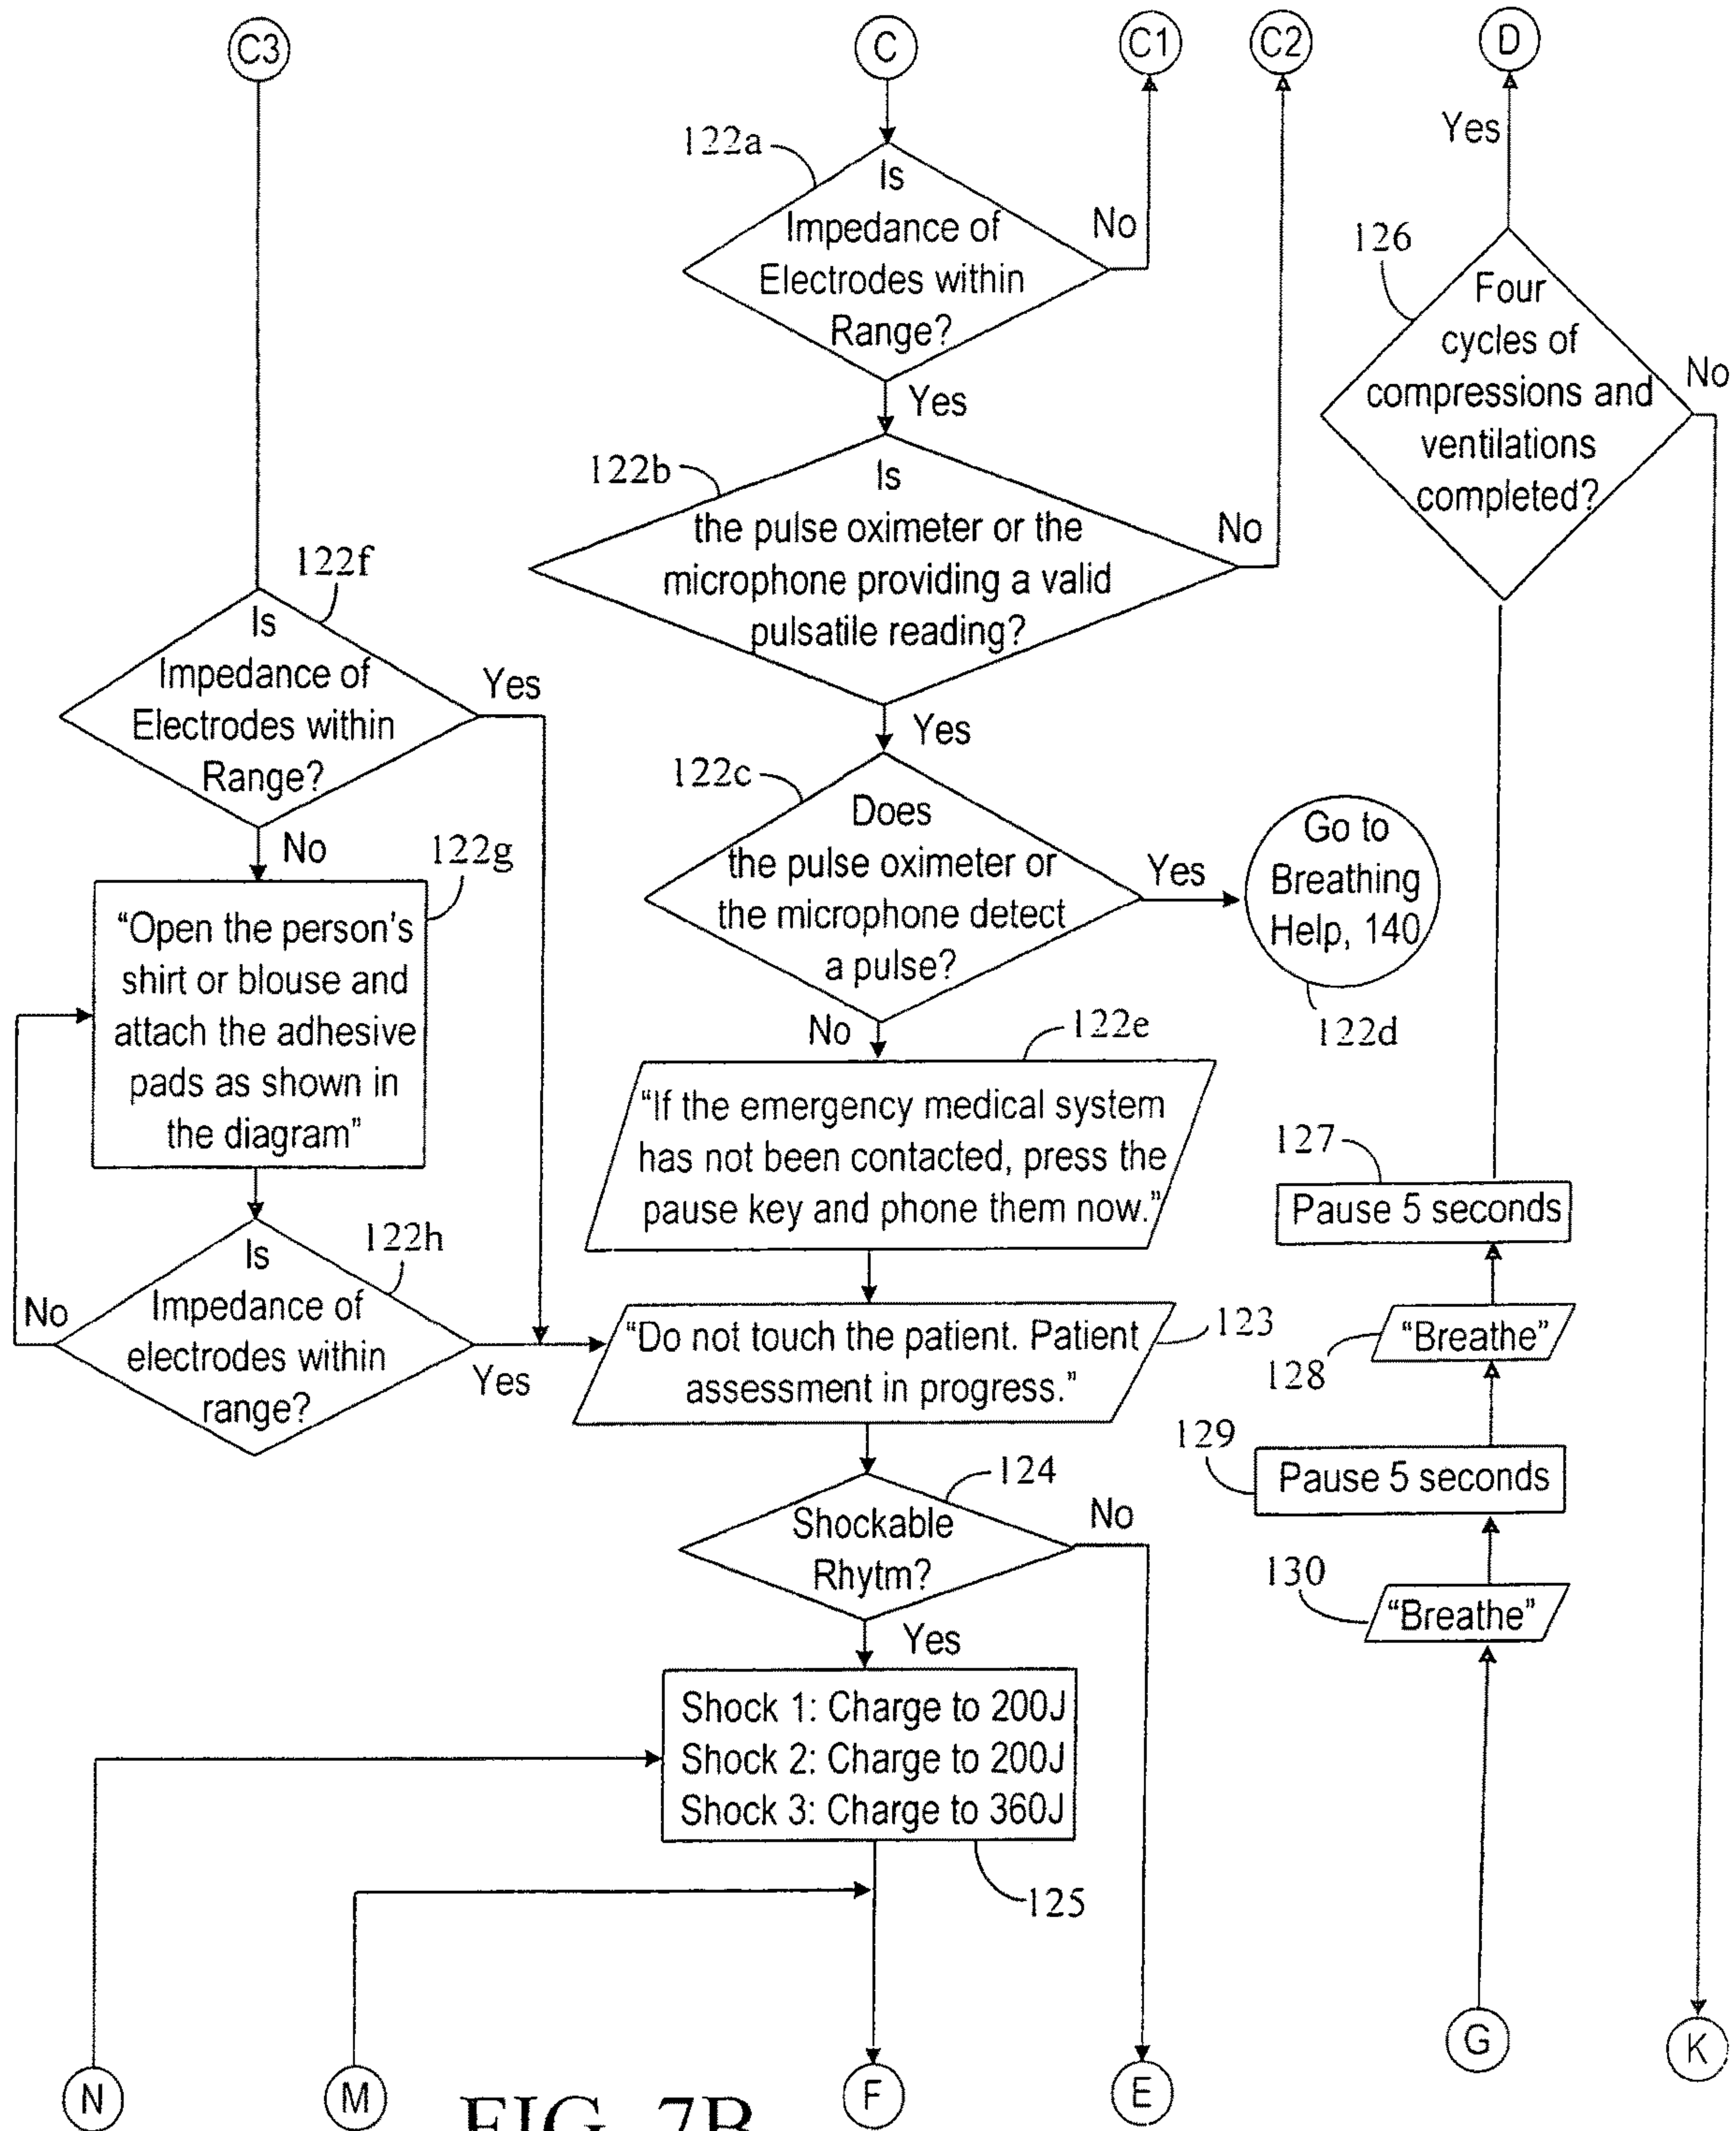 C3
C
C1
C2
D
122a
Is
Impedance of
Electrodes within
Range?
No
Yes
122b
Is
the pulse oximeter or the
microphone providing a valid
pulsatile reading?
No
Yes
122c
Does
the pulse oximeter or
the microphone detect
a pulse?
Yes
Go to
Breathing
Help, 140
122d
No
122e
"If the emergency medical system
has not been contacted, press the
pause key and phone them now."
122f
Is
Impedance of
Electrodes within
Range?
Yes
No
122g
“Open the person's
shirt or blouse and
attach the adhesive
pads as shown in
the diagram”
122h
Is
Impedance of
electrodes within
range?
No
Yes
“Do not touch the patient. Patient
assessment in progress.”
123
124
Shockable
Rhytm?
No
Yes
Shock 1: Charge to 200J
Shock 2: Charge to 200J
Shock 3: Charge to 360J
125
Yes
126
Four
cycles of
compressions and
ventilations
completed?
No
127
Pause 5 seconds
“Breathe”
128
129
Pause 5 seconds
130
“Breathe”
N
M
F
E
G
K
FIG. 7B